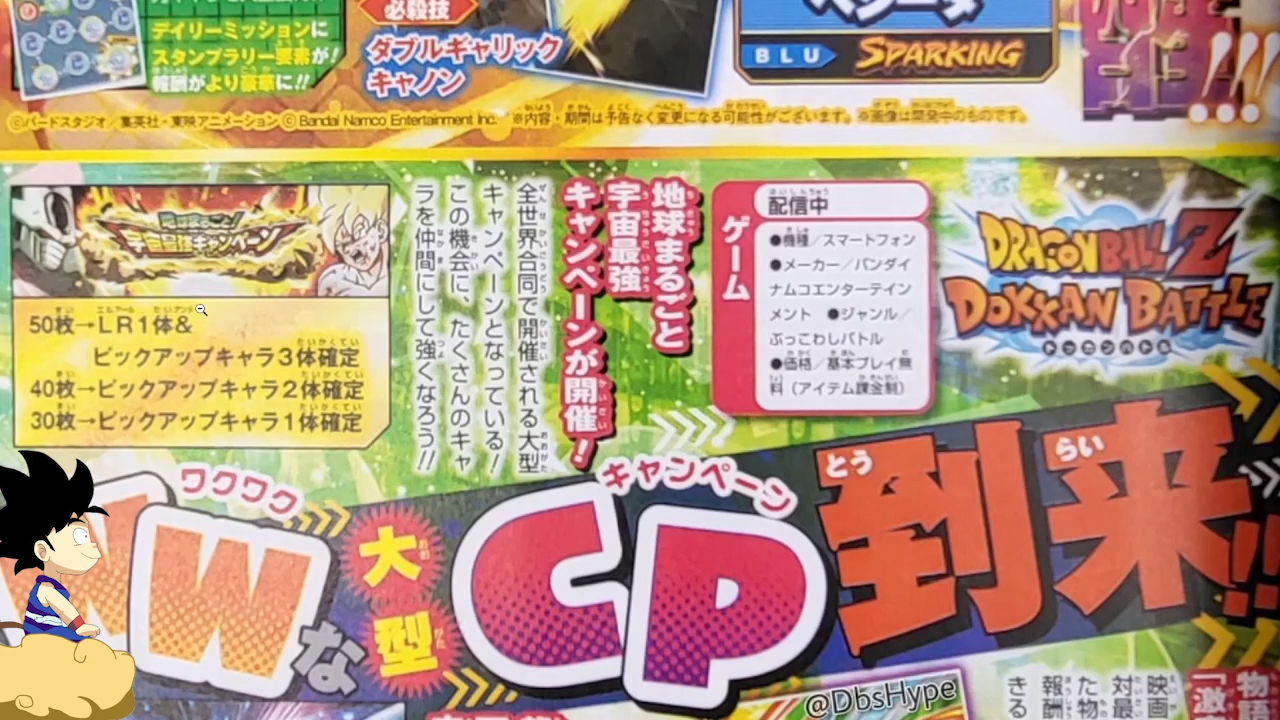 デイリーミッションに
スタンプラリー要素が!
報酬がより豪華に!!
必殺技
ダブルギャリック
キャノン
BLU
SPARKING
©バードスタジオ/集英社・東映アニメーション ©Bandai Namco Entertainment Inc. ※内容・期間は予告なく変更になる可能性がございます。※画像は開発中のものです。
DRAGON BALL Z
DOKKAN BATTLE
ドッカンバトル
ゲーム
配信中
●機種/スマートフォン
●メーカー/バンダイ
ナムコエンターテイン
メント ●ジャンル/
ぶっこわしバトル
●価格/基本プレイ無
料(アイテム課金制)
地球まるごと
宇宙最強
キャンペーンが開催!
全世界合同で開催される大型
キャンペーンとなっている!
この機会に、たくさんのキャ
ラを仲間にして強くなろう!!
50枚→LR1体&
ピックアップキャラ3体確定
40枚→ピックアップキャラ2体確定
30枚→ピックアップキャラ1体確定
ワクワク
キャンペーン
WWな大型CP到来!!
@DbsHype
映画
対最
た物
報酬
きる
物語
「激